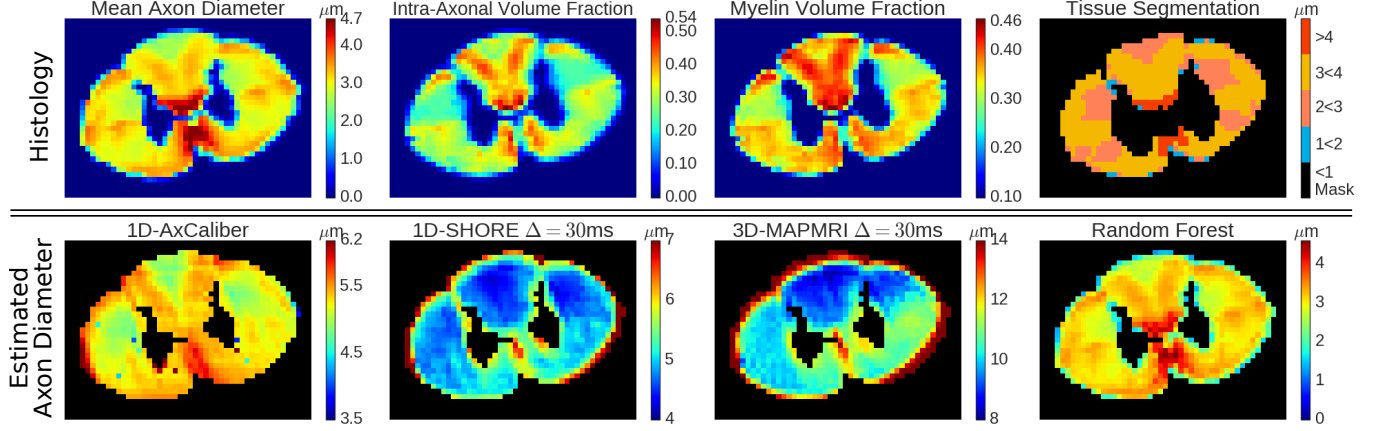 Mean Axon Diameter
μm
4.7
4.0
3.0
2.0
1.0
0.0
Intra-Axonal Volume Fraction
0.54
0.50
0.40
0.30
0.20
0.10
0.00
Myelin Volume Fraction
0.46
0.40
0.30
0.20
0.10
Tissue Segmentation
μm
>4
3<4
2<3
1<2
<1
Mask
Histology
1D-AxCaliber
μm
6.2
5.5
4.5
3.5
1D-SHORE Δ = 30ms
μm
7
6
5
4
3D-MAPMRI Δ = 30ms
μm
14
12
10
8
Random Forest
μm
4
3
2
1
0
Estimated
Axon Diameter